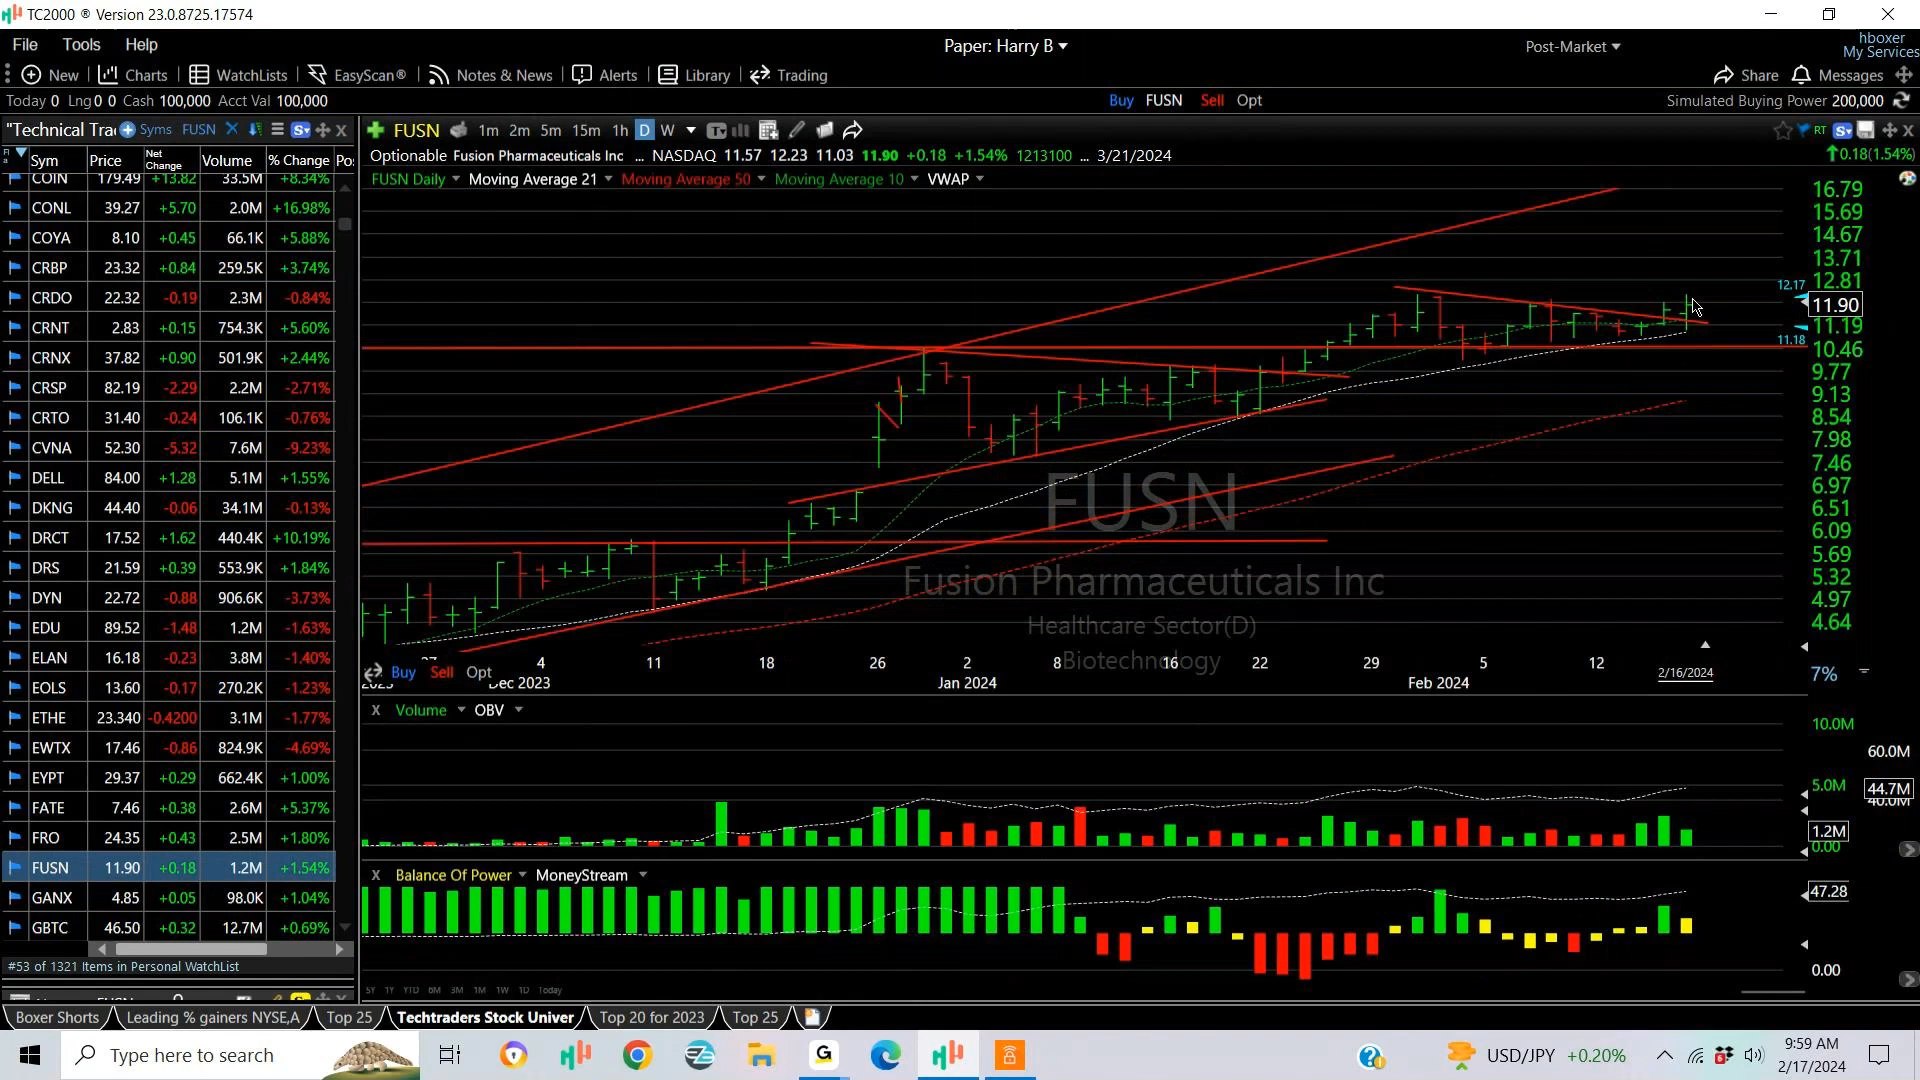 TC2000 ® Version 23.0.8725.17574
File Tools Help
Paper: Harry B
Post-Market
hboxer
My Services
New Charts WatchLists EasyScan® Notes & News Alerts Library Trading
Share Messages
Today 0 Lng 0 0 Cash 100,000 Acct Val 100,000
Buy FUSN Sell Opt
Simulated Buying Power 200,000
"Technical Tra Syms FUSN
FUSN 1m 2m 5m 15m 1h D W
RT
Optionable Fusion Pharmaceuticals Inc ... NASDAQ 11.57 12.23 11.03 11.90 +0.18 +1.54% 1213100 ... 3/21/2024
0.18(1.54%)
FUSN Daily Moving Average 21 Moving Average 50 Moving Average 10 VWAP
Sym Price Net Change Volume % Change Po
COIN 179.49 +13.82 33.5M +8.34%
CONL 39.27 +5.70 2.0M +16.98%
COYA 8.10 +0.45 66.1K +5.88%
CRBP 23.32 +0.84 259.5K +3.74%
CRDO 22.32 -0.19 2.3M -0.84%
CRNT 2.83 +0.15 754.3K +5.60%
CRNX 37.82 +0.90 501.9K +2.44%
CRSP 82.19 -2.29 2.2M -2.71%
CRTO 31.40 -0.24 106.1K -0.76%
CVNA 52.30 -5.32 7.6M -9.23%
DELL 84.00 +1.28 5.1M +1.55%
DKNG 44.40 -0.06 34.1M -0.13%
DRCT 17.52 +1.62 440.4K +10.19%
DRS 21.59 +0.39 553.9K +1.84%
DYN 22.72 -0.88 906.6K -3.73%
EDU 89.52 -1.48 1.2M -1.63%
ELAN 16.18 -0.23 3.8M -1.40%
EOLS 13.60 -0.17 270.2K -1.23%
ETHE 23.340 -0.4200 3.1M -1.77%
EWTX 17.46 -0.86 824.9K -4.69%
EYPT 29.37 +0.29 662.4K +1.00%
FATE 7.46 +0.38 2.6M +5.37%
FRO 24.35 +0.43 2.5M +1.80%
FUSN 11.90 +0.18 1.2M +1.54%
GANX 4.85 +0.05 98.0K +1.04%
GBTC 46.50 +0.32 12.7M +0.69%
#53 of 1321 Items in Personal WatchList
16.79
15.69
14.67
13.71
12.81
12.17
11.90
11.19
11.18
10.46
9.77
9.13
8.54
7.98
7.46
6.97
6.51
6.09
5.69
5.32
4.97
4.64
7%
FUSN
Fusion Pharmaceuticals Inc
Healthcare Sector(D)
Biotechnology
27 4 11 18 26 2 8 16 22 29 5 12
Buy Sell Opt
Dec 2023 Jan 2024 Feb 2024 2/16/2024
X Volume OBV
10.0M
60.0M
5.0M
44.7M
40.0M
1.2M
0.00
X Balance Of Power MoneyStream
47.28
0.00
5Y 1Y YTD 6M 3M 1M 1W 1D Today
Boxer Shorts Leading % gainers NYSE,A Top 25 Techtraders Stock Univer Top 20 for 2023 Top 25
Type here to search
USD/JPY +0.20%
9:59 AM
2/17/2024